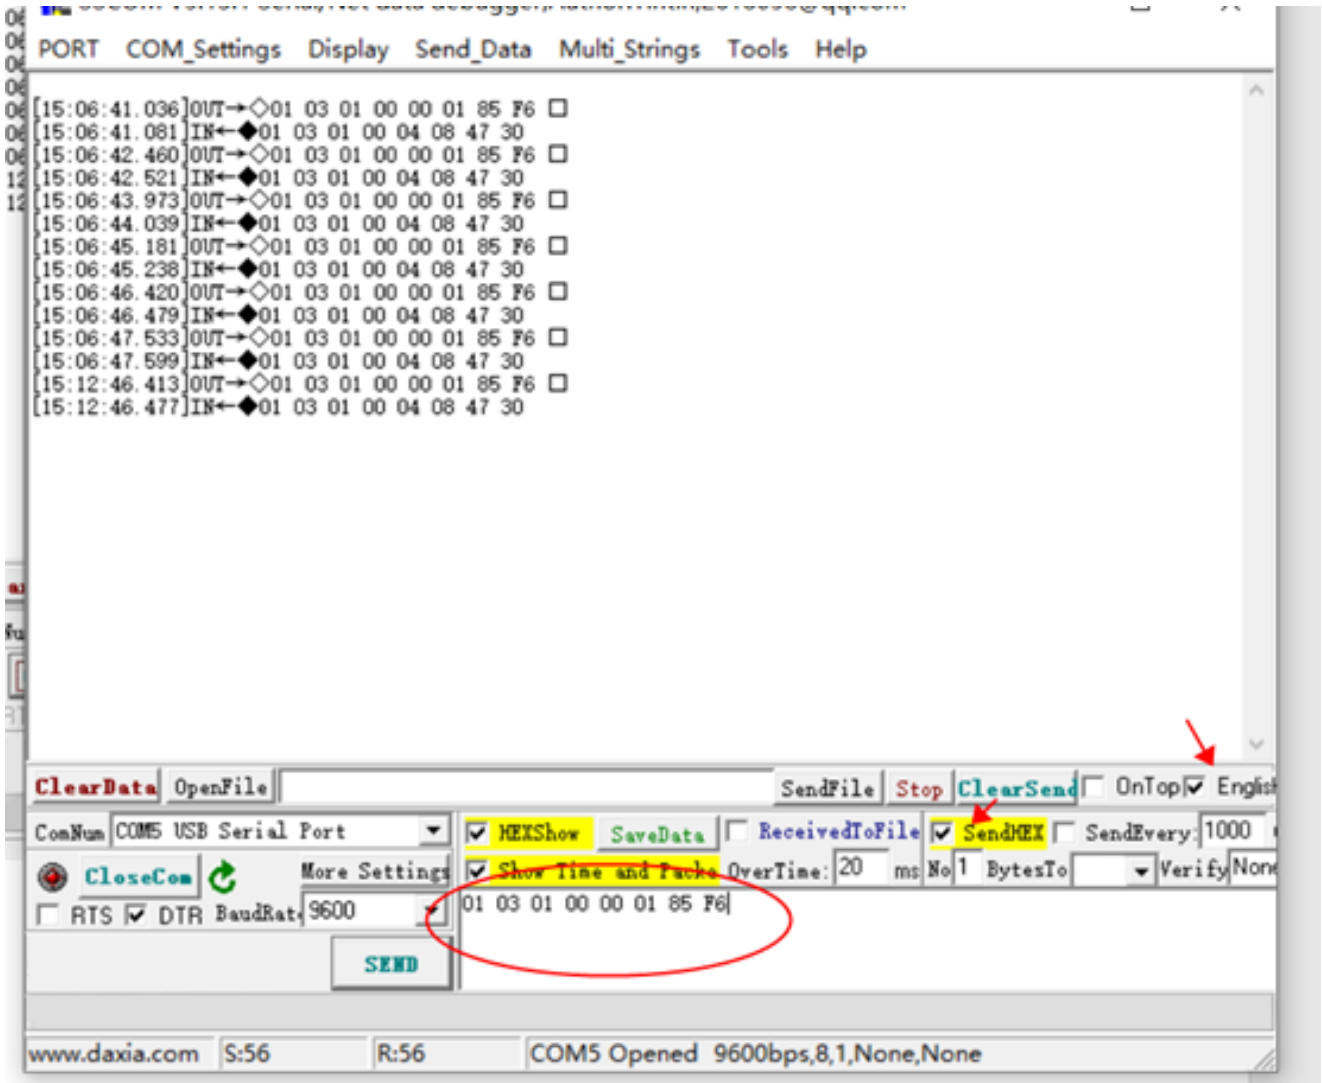 PORT COM_Settings Display Send_Data Multi_Strings Tools Help
[15:06:41.036]OUT→◇01 03 01 00 00 01 85 F6 □
[15:06:41.081]IN←◆01 03 01 00 04 08 47 30
[15:06:42.460]OUT→◇01 03 01 00 00 01 85 F6 □
[15:06:42.521]IN←◆01 03 01 00 04 08 47 30
[15:06:43.973]OUT→◇01 03 01 00 00 01 85 F6 □
[15:06:44.039]IN←◆01 03 01 00 04 08 47 30
[15:06:45.181]OUT→◇01 03 01 00 00 01 85 F6 □
[15:06:45.238]IN←◆01 03 01 00 04 08 47 30
[15:06:46.420]OUT→◇01 03 01 00 00 01 85 F6 □
[15:06:46.479]IN←◆01 03 01 00 04 08 47 30
[15:06:47.533]OUT→◇01 03 01 00 00 01 85 F6 □
[15:06:47.599]IN←◆01 03 01 00 04 08 47 30
[15:12:46.413]OUT→◇01 03 01 00 00 01 85 F6 □
[15:12:46.477]IN←◆01 03 01 00 04 08 47 30
ClearData OpenFile SendFile Stop ClearSend OnTop English
ComNum COM5 USB Serial Port HEXShow SaveData ReceivedToFile SendHEX SendEvery: 1000
CloseCom More Settings Show Time and Packe OverTime: 20 ms No 1 BytesTo Verify None
RTS DTR BaudRat 9600 01 03 01 00 00 01 85 F6
SEND
www.daxia.com S:56 R:56 COM5 Opened 9600bps,8,1,None,None